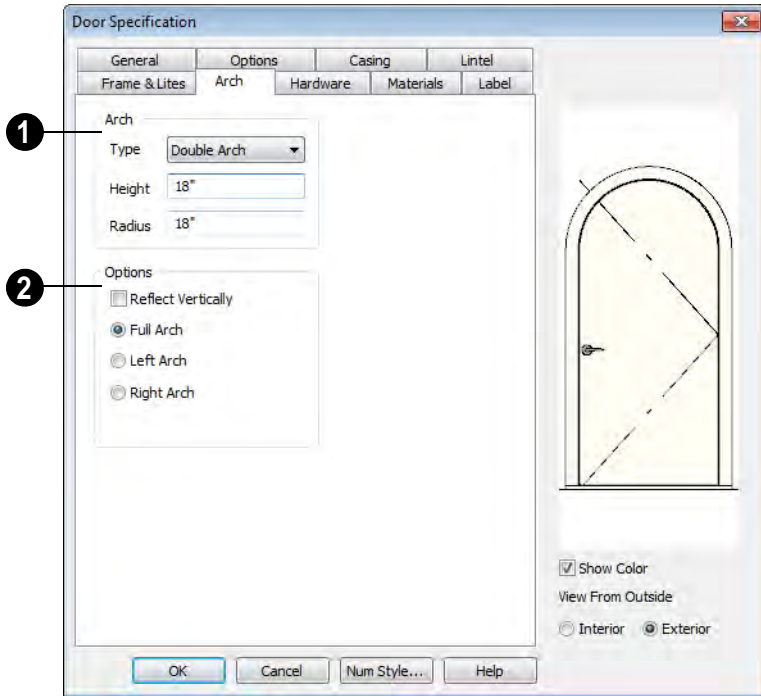 Door Specification
General Options Casing Lintel
Frame & Lites Arch Hardware Materials Label
1
Arch
Type Double Arch
Height 18"
Radius 18"
2
Options
Reflect Vertically
Full Arch
Left Arch
Right Arch
Show Color
View From Outside
Interior Exterior
OK Cancel Num Style... Help